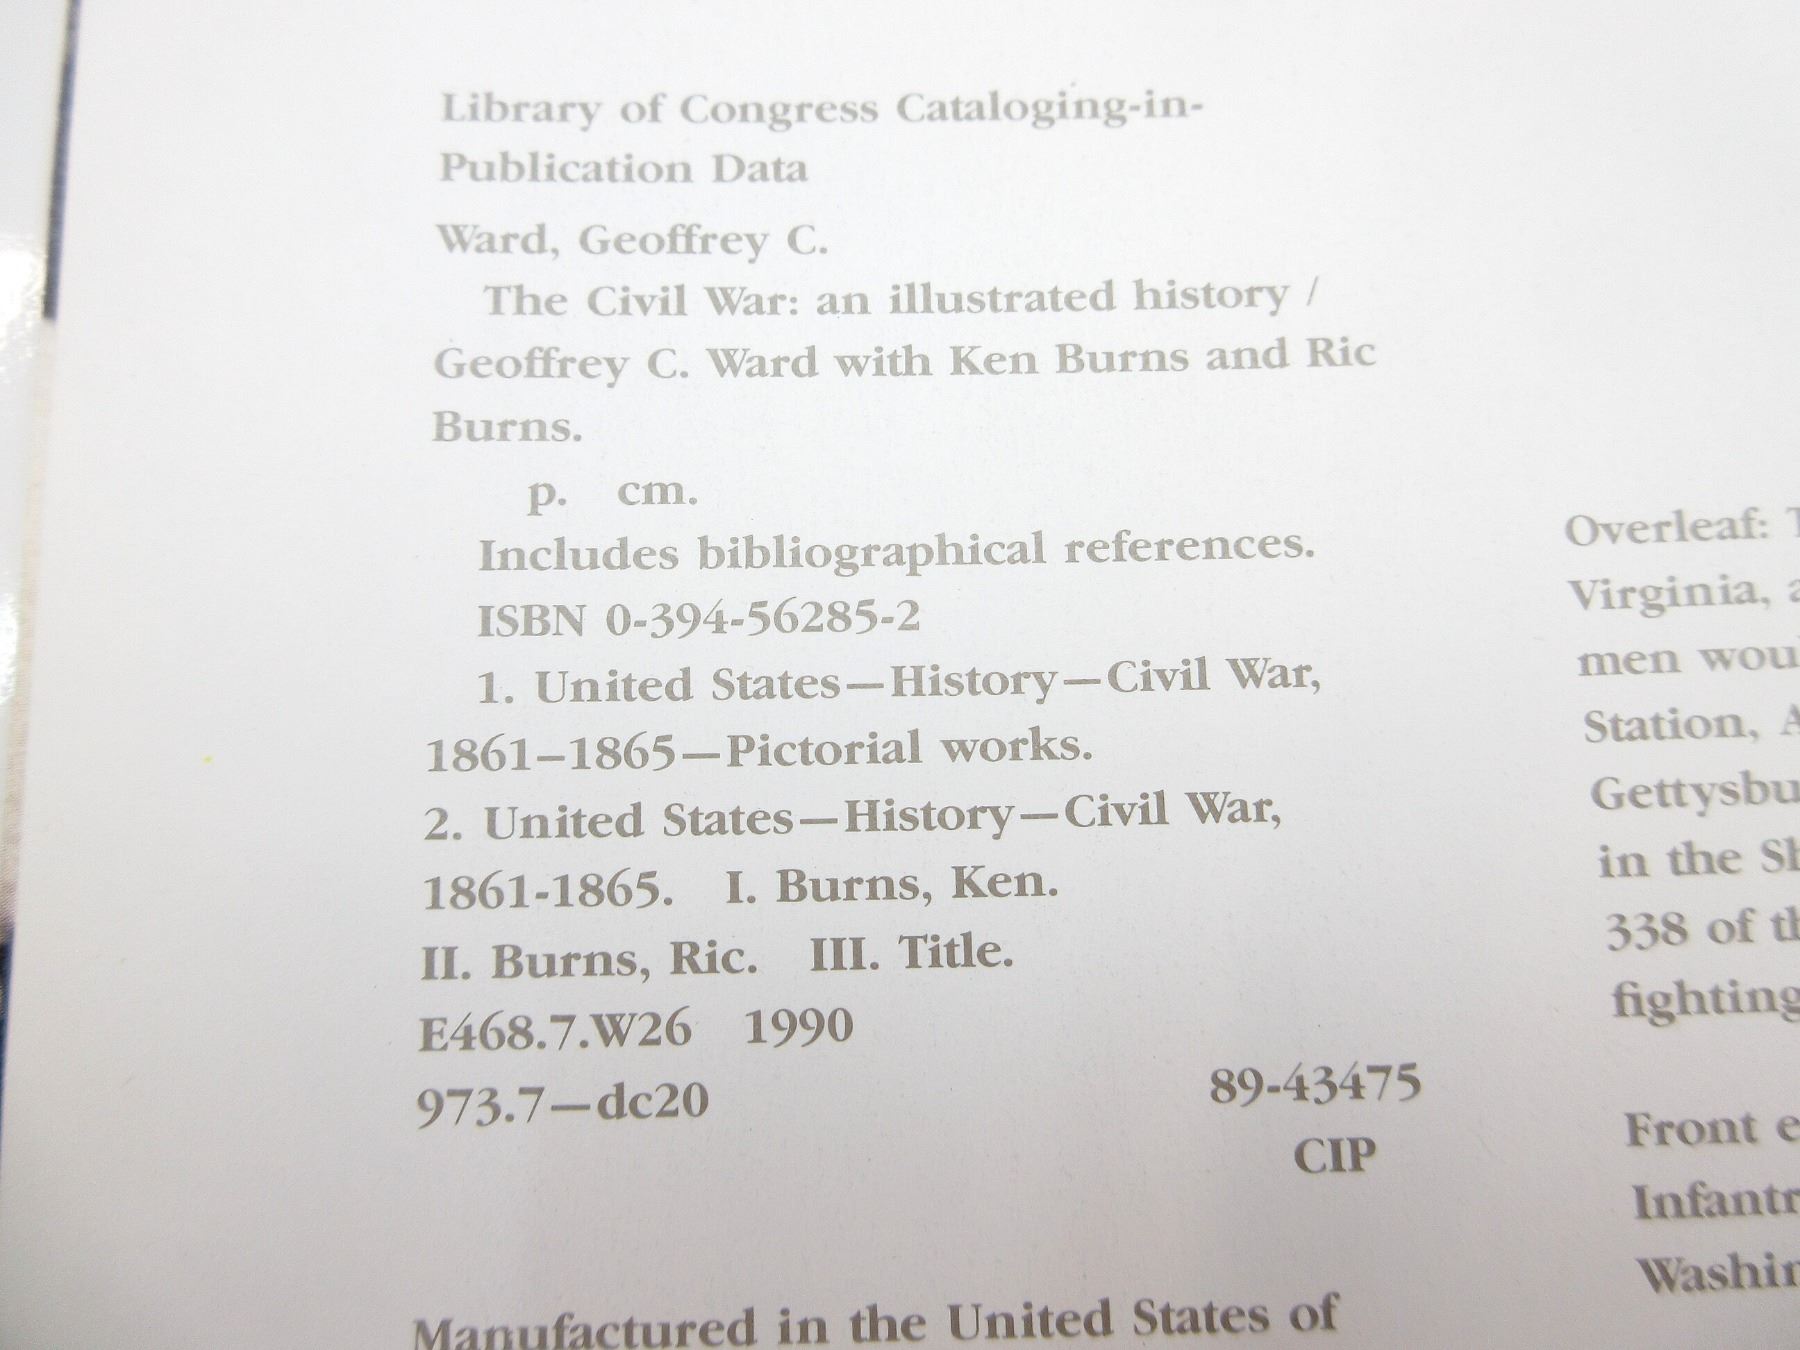 Library of Congress Cataloging-in-
Publication Data
Ward, Geoffrey C.
The Civil War: an illustrated history /
Geoffrey C. Ward with Ken Burns and Ric
Burns.
p. cm.
Includes bibliographical references.
ISBN 0-394-56285-2
1. United States—History—Civil War,
1861–1865—Pictorial works.
2. United States—History—Civil War,
1861-1865. I. Burns, Ken.
II. Burns, Ric. III. Title.
E468.7.W26 1990
973.7—dc20
89-43475
CIP
Manufactured in the United States of
Overleaf:
Virginia,
men
Station,
in the
338 of
Front